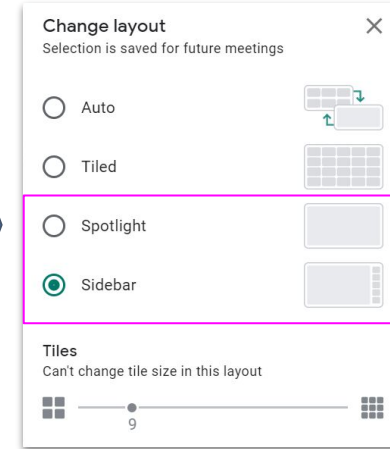 Change layout
Selection is saved for future meetings
Auto
Tiled
Spotlight
Sidebar
Tiles
Can't change tile size in this layout
9